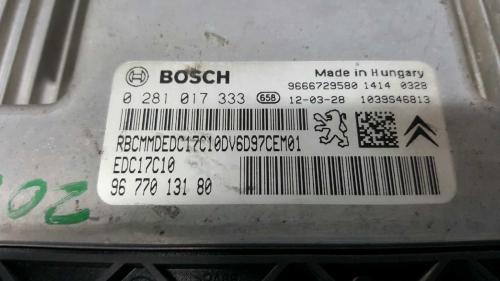 BOSCH Made in Hungary
9666729580 1414 0328
0 281 017 333 658 12-03-28 1039S46813
RBCMMDEDC17C10DV6D97CEM01
EDC17C10
96 770 131 80